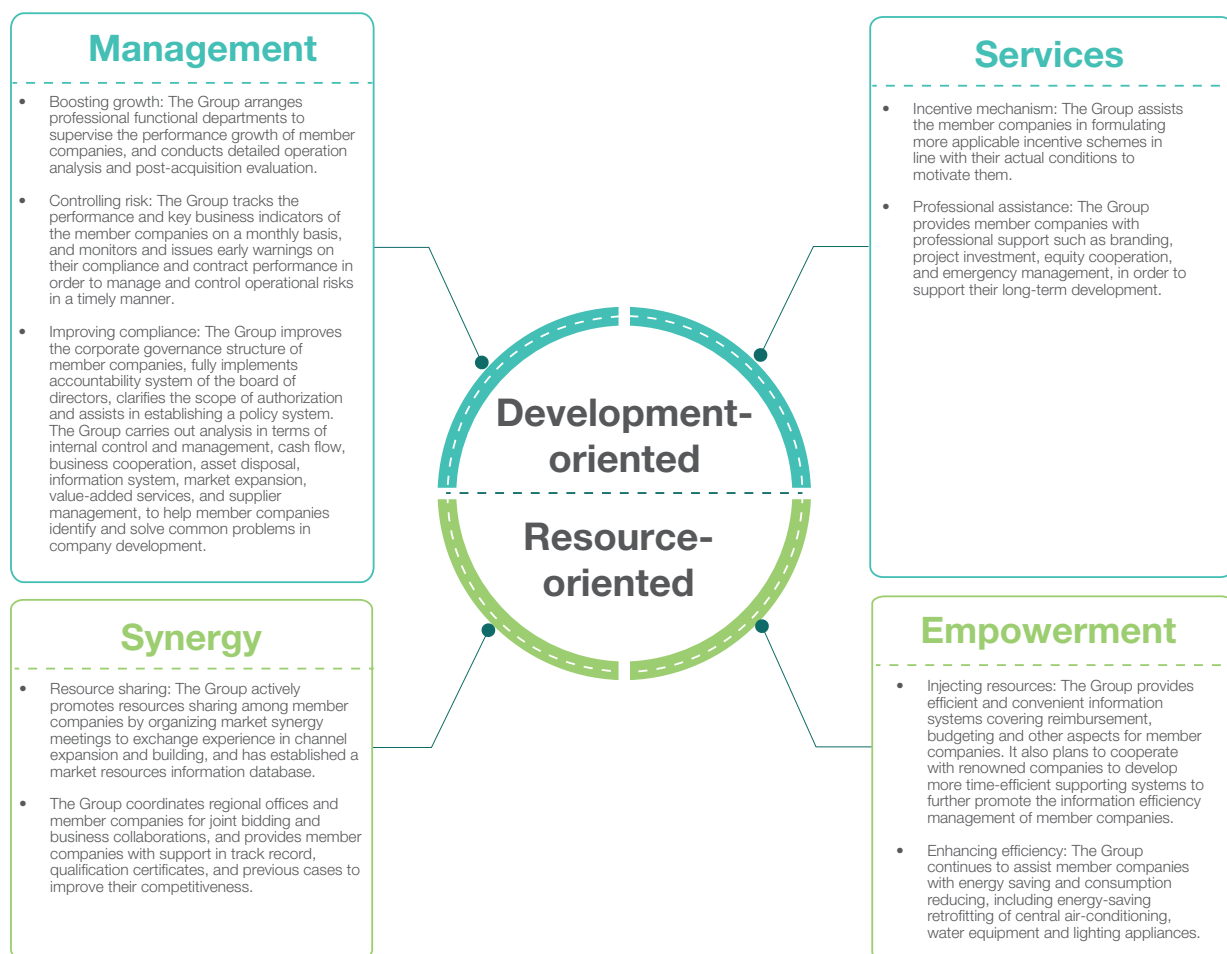 Management
• Boosting growth: The Group arranges
professional functional departments to
supervise the performance growth of member
companies, and conducts detailed operation
analysis and post-acquisition evaluation.
• Controlling risk: The Group tracks the
performance and key business indicators of
the member companies on a monthly basis,
and monitors and issues early warnings on
their compliance and contract performance in
order to manage and control operational risks
in a timely manner.
• Improving compliance: The Group improves
the corporate governance structure of
member companies, fully implements
accountability system of the board of
directors, clarifies the scope of authorization
and assists in establishing a policy system.
The Group carries out analysis in terms of
internal control and management, cash flow,
business cooperation, asset disposal,
information system, market expansion,
value-added services, and supplier
management, to help member companies
identify and solve common problems in
company development.
Services
• Incentive mechanism: The Group assists
the member companies in formulating
more applicable incentive schemes in
line with their actual conditions to
motivate them.
• Professional assistance: The Group
provides member companies with
professional support such as branding,
project investment, equity cooperation,
and emergency management, in order to
support their long-term development.
Development-
oriented
Resource-
oriented
Synergy
• Resource sharing: The Group actively
promotes resources sharing among member
companies by organizing market synergy
meetings to exchange experience in channel
expansion and building, and has established a
market resources information database.
• The Group coordinates regional offices and
member companies for joint bidding and
business collaborations, and provides member
companies with support in track record,
qualification certificates, and previous cases to
improve their competitiveness.
Empowerment
• Injecting resources: The Group provides
efficient and convenient information
systems covering reimbursement,
budgeting and other aspects for member
companies. It also plans to cooperate
with renowned companies to develop
more time-efficient supporting systems to
further promote the information efficiency
management of member companies.
• Enhancing efficiency: The Group
continues to assist member companies
with energy saving and consumption
reducing, including energy-saving
retrofitting of central air-conditioning,
water equipment and lighting appliances.